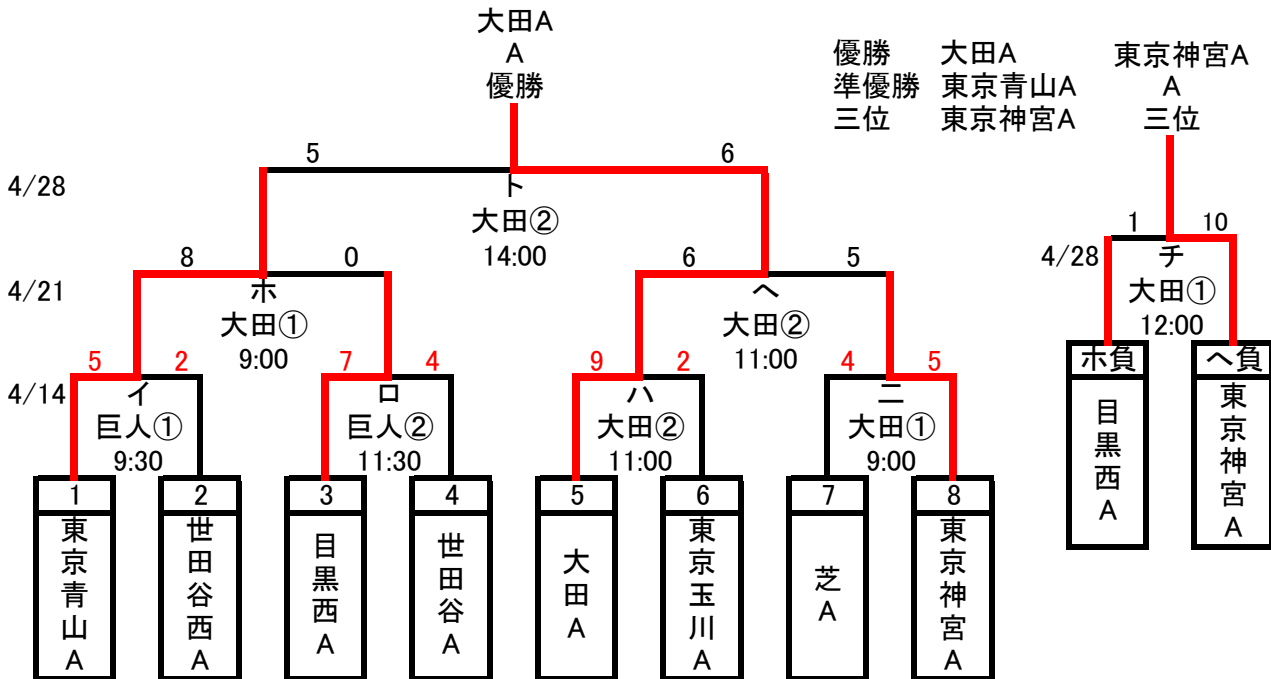 大田A
A
優勝
優勝 大田A
準優勝 東京青山A
三位 東京神宮A
東京神宮A
A
三位
5 6
4/28
ト
大田②
14:00
1 10
4/28
チ
大田①
12:00
8 0 6 5
4/21
ホ ヘ
大田① 大田②
9:00 11:00
ホ負 ヘ負
目黒西A 東京神宮A
5 2 7 4 9 2 4 5
4/14
イ ロ ハ ニ
巨人① 巨人② 大田② 大田①
9:30 11:30 11:00 9:00
1 2 3 4 5 6 7 8
東京青山A 世田谷西A 目黒西A 世田谷A 大田A 東京玉川A 芝A 東京神宮A